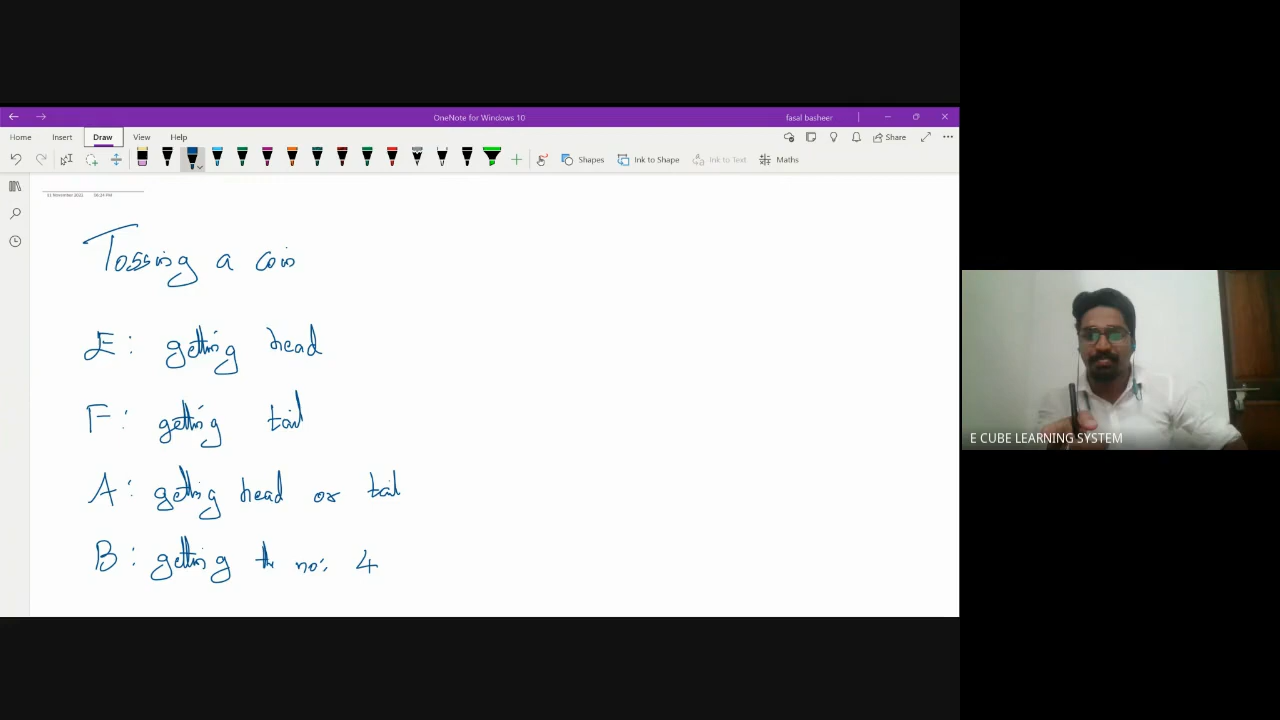 OneNote for Windows 10
fasal basheer
Home Insert Draw View Help
Share
Shapes Ink to Shape Ink to Text Maths
Tossing a coin
E: getting head
F: getting tail
A: getting head or tail
B: getting the no: 4
E CUBE LEARNING SYSTEM